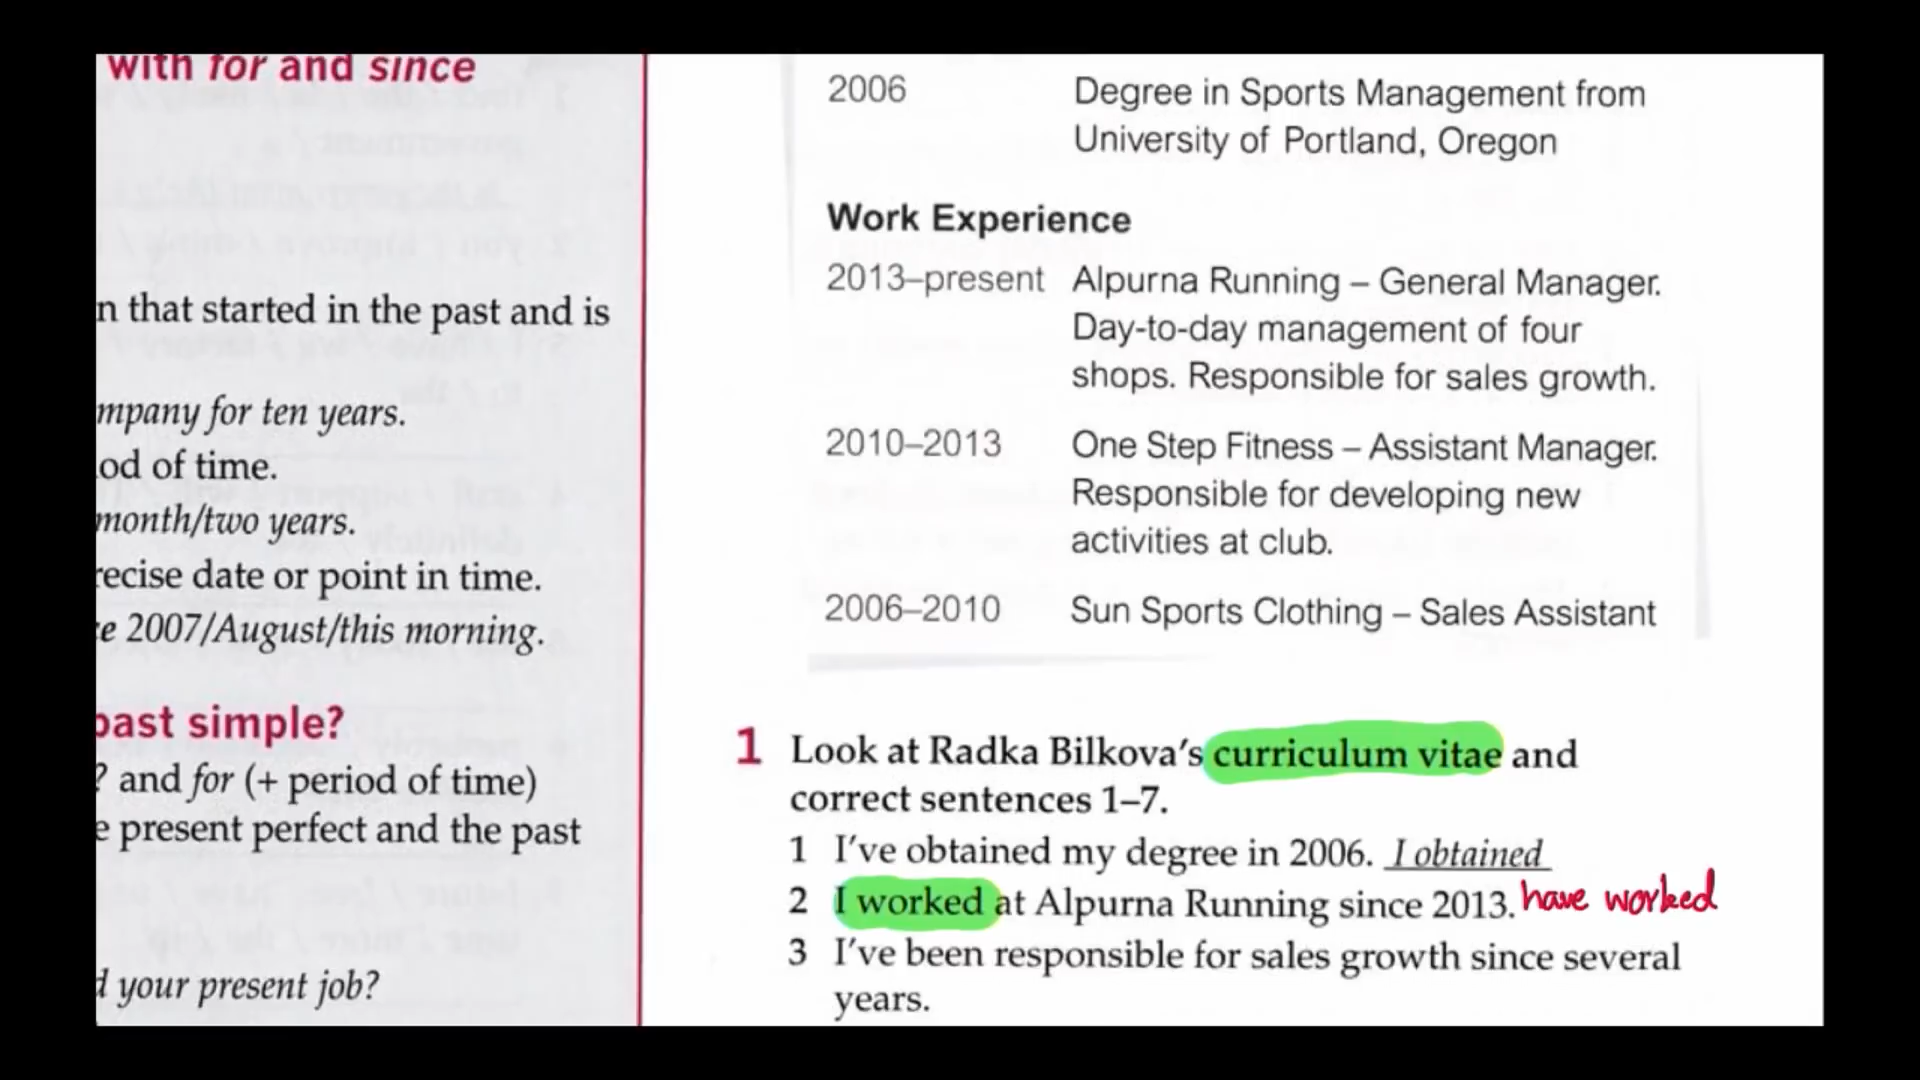 with for and since
n that started in the past and is
mpany for ten years.
od of time.
month/two years.
recise date or point in time.
e 2007/August/this morning.
past simple?
? and for (+ period of time)
e present perfect and the past
d your present job?
2006 Degree in Sports Management from
University of Portland, Oregon
Work Experience
2013–present Alpurna Running – General Manager.
Day-to-day management of four
shops. Responsible for sales growth.
2010–2013 One Step Fitness – Assistant Manager.
Responsible for developing new
activities at club.
2006–2010 Sun Sports Clothing – Sales Assistant
1 Look at Radka Bilkova's curriculum vitae and
correct sentences 1–7.
1 I've obtained my degree in 2006. I obtained
2 I worked at Alpurna Running since 2013. have worked
3 I've been responsible for sales growth since several
years.